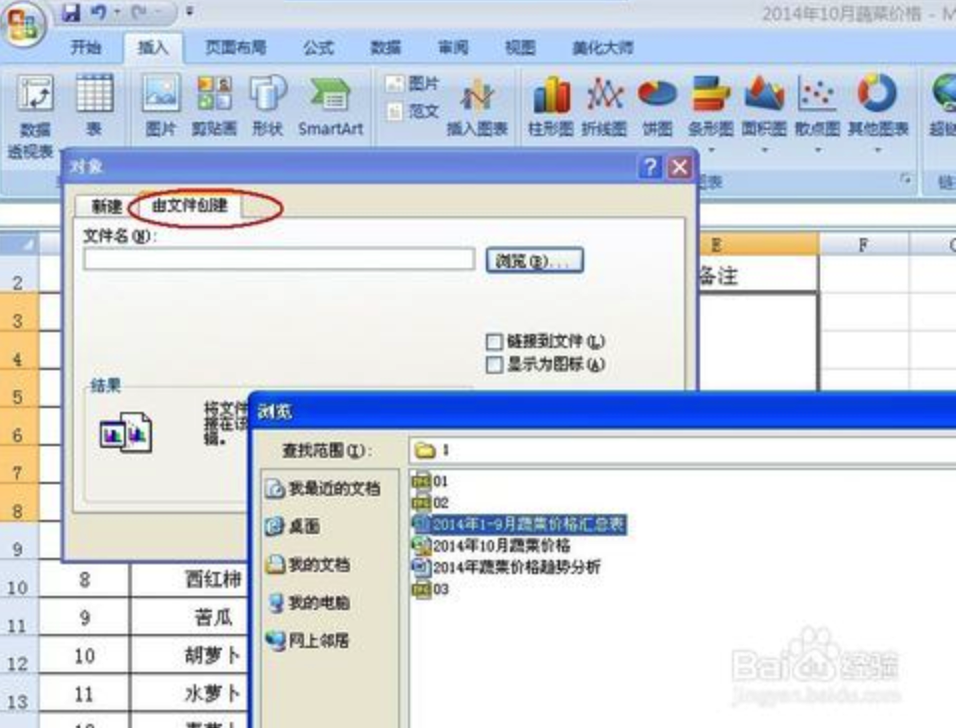 2014年10月蔬菜价格 - M
开始 插入 页面布局 公式 数据 审阅 视图 美化大师
数据 表 图片 剪贴画 形状 SmartArt 图片 范文 插入图表 柱形图 折线图 饼图 条形图 面积图 散点图 其他图表 超
透视表
图表
链
对象
新建 由文件创建
文件名(N):
浏览(B)...
链接到文件(L)
显示为图标(A)
结果
将文件
接在该
辑。
E F
备注
2
3
4
5
6
7
8
9
10 8 西红柿
11 9 苦瓜
12 10 胡萝卜
13 11 水萝卜
浏览
查找范围(I): 1
我最近的文档
桌面
我的文档
我的电脑
网上邻居
01
02
2014年1-9月蔬菜价格汇总表
2014年10月蔬菜价格
2014年蔬菜价格趋势分析
03
Baidu经验
jingyan.baidu.com